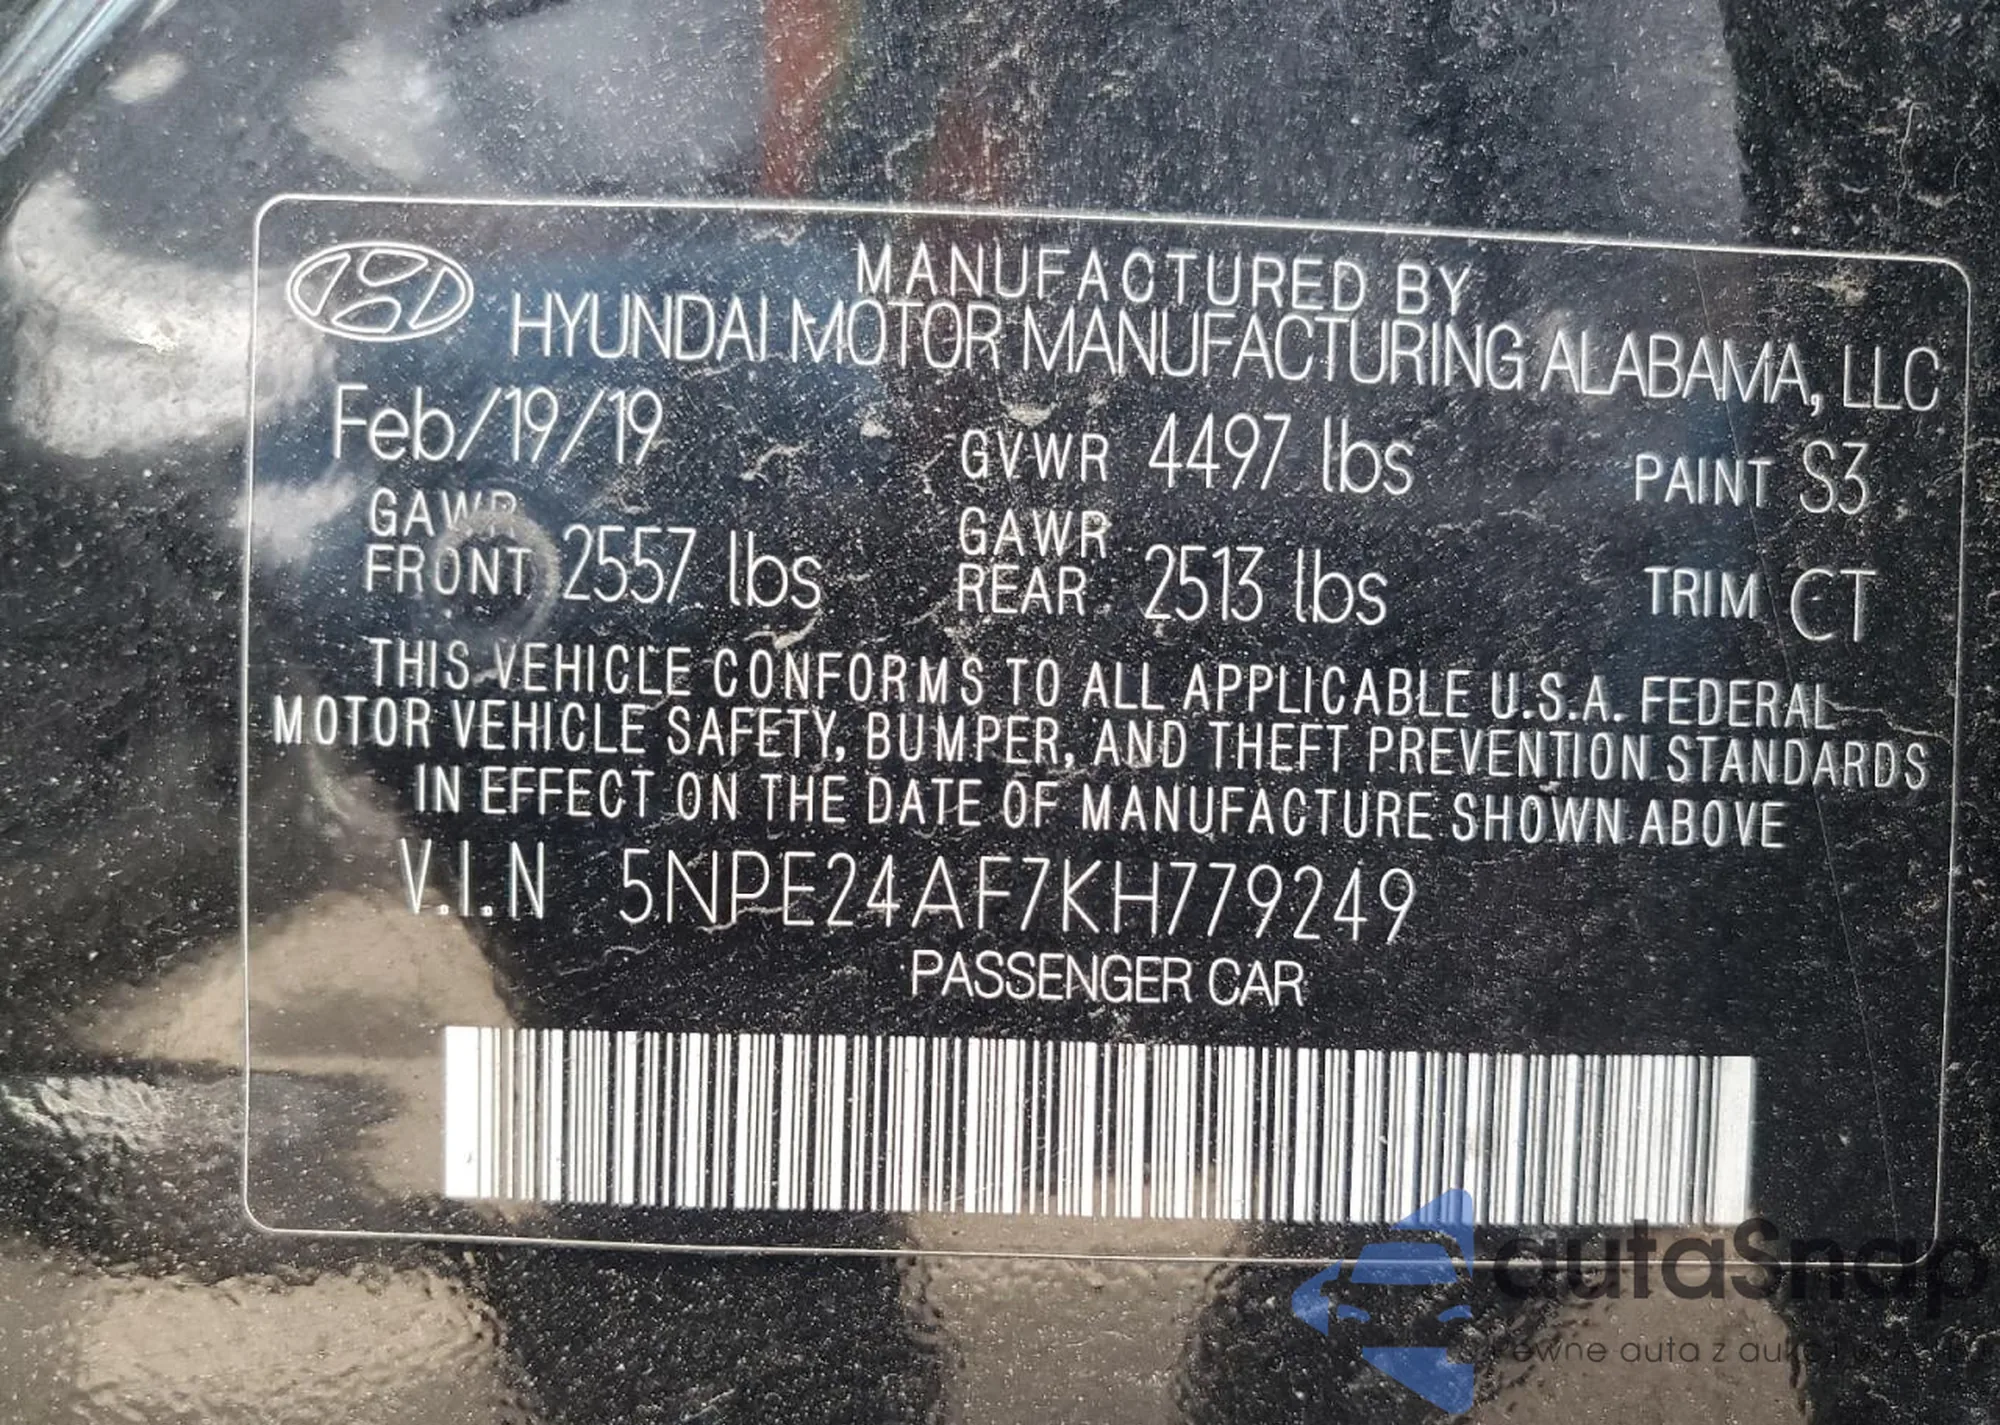 MANUFACTURED BY
HYUNDAI MOTOR MANUFACTURING ALABAMA, LLC
Feb/19/19 GVWR 4497 lbs PAINT S3
GAWR FRONT 2557 lbs GAWR REAR 2513 lbs TRIM CT
THIS VEHICLE CONFORMS TO ALL APPLICABLE U.S.A. FEDERAL
MOTOR VEHICLE SAFETY, BUMPER, AND THEFT PREVENTION STANDARDS
IN EFFECT ON THE DATE OF MANUFACTURE SHOWN ABOVE
V.I.N 5NPE24AF7KH779249
PASSENGER CAR
autaSnap
auta z